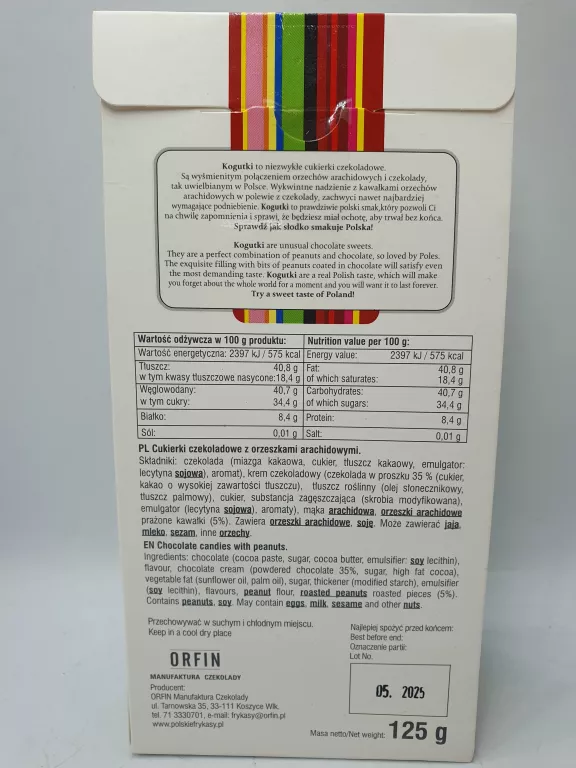 Kogutki to niezwykłe cukierki czekoladowe.
Są wyśmienitym połączeniem orzechów arachidowych i czekolady,
tak uwielbianym w Polsce. Wykwintne nadzienie z kawałkami orzechów
arachidowych w polewie z czekolady, zachwyci nawet najbardziej
wymagające podniebienie. Kogutki to prawdziwie polski smak,który pozwoli Ci
na chwilę zapomnienia i sprawi, że będziesz miał ochotę, aby trwał bez końca.
Sprawdź jak słodko smakuje Polska!
Kogutki are unusual chocolate sweets.
They are a perfect combination of peanuts and chocolate, so loved by Poles.
The exquisite filling with bits of peanuts coated in chocolate will satisfy even
the most demanding taste. Kogutki are a real Polish taste, which will make
you forget about the whole world for a moment and you will want it to last forever.
Try a sweet taste of Poland!
Wartość odżywcza w 100 g produktu: Nutrition value per 100 g:
Wartość energetyczna: 2397 kJ / 575 kcal Energy value: 2397 kJ / 575 kcal
Tłuszcz: 40,8 g Fat: 40,8 g
w tym kwasy tłuszczowe nasycone:18,4 g of which saturates: 18,4 g
Węglowodany: 40,7 g Carbohydrates: 40,7 g
w tym cukry: 34,4 g of which sugars: 34,4 g
Białko: 8,4 g Protein: 8,4 g
Sól: 0,01 g Salt: 0,01 g
PL Cukierki czekoladowe z orzeszkami arachidowymi.
Składniki: czekolada (miazga kakaowa, cukier, tłuszcz kakaowy, emulgator:
lecytyna sojowa), aromat), krem czekoladowy (czekolada w proszku 35 % (cukier,
kakao o wysokiej zawartości tłuszczu), tłuszcz roślinny (olej słonecznikowy,
tłuszcz palmowy), cukier, substancja zagęszczająca (skrobia modyfikowana),
emulgator (lecytyna sojowa), aromaty), mąka arachidowa, orzeszki arachidowe
prażone kawałki (5%). Zawiera orzeszki arachidowe, soję. Może zawierać jaja,
mleko, sezam, inne orzechy.
EN Chocolate candies with peanuts.
Ingredients: chocolate (cocoa paste, sugar, cocoa butter, emulsifier: soy lecithin),
flavour, chocolate cream (powdered chocolate 35%, sugar, high fat cocoa),
vegetable fat (sunflower oil, palm oil), sugar, thickener (modified starch), emulsifier
(soy lecithin), flavours, peanut flour, roasted peanuts roasted pieces (5%).
Contains peanuts, soy. May contain eggs, milk, sesame and other nuts.
Przechowywać w suchym i chłodnym miejscu.
Keep in a cool dry place
Najlepiej spożyć przed końcem:
Best before end:
Oznaczenie partii:
Lot No.
05. 2025
ORFIN
MANUFAKTURA CZEKOLADY
Producent:
ORFIN Manufaktura Czekolady
ul. Tarnowska 35, 33-111 Koszyce Wlk.
tel. 71 3330701, e-mail: frykasy@orfin.pl
www.polskiefrykasy.pl
Masa netto/Net weight: 125 g